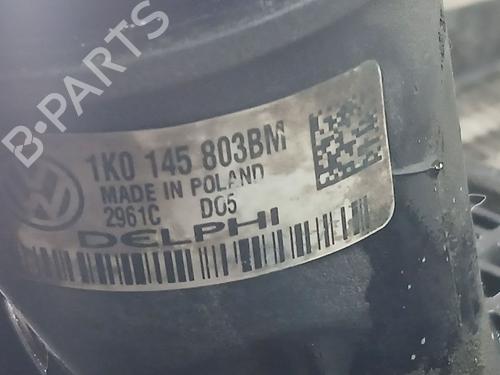 B-PARTS
1K0 145 803BM
MADE IN POLAND
2961C D05
DELPHI